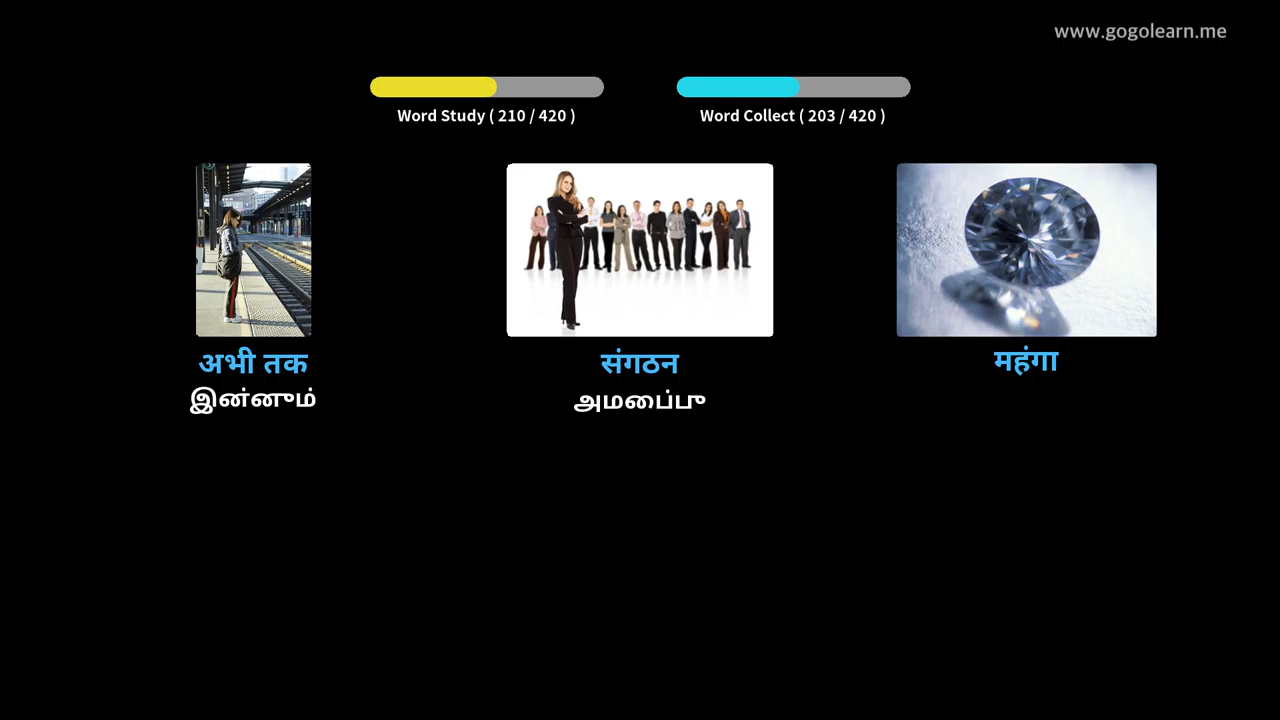 www.gogolearn.me
Word Study ( 210 / 420 )
Word Collect ( 203 / 420 )
अभी तक
இன்னும்
संगठन
அமைப்பு
महंगा